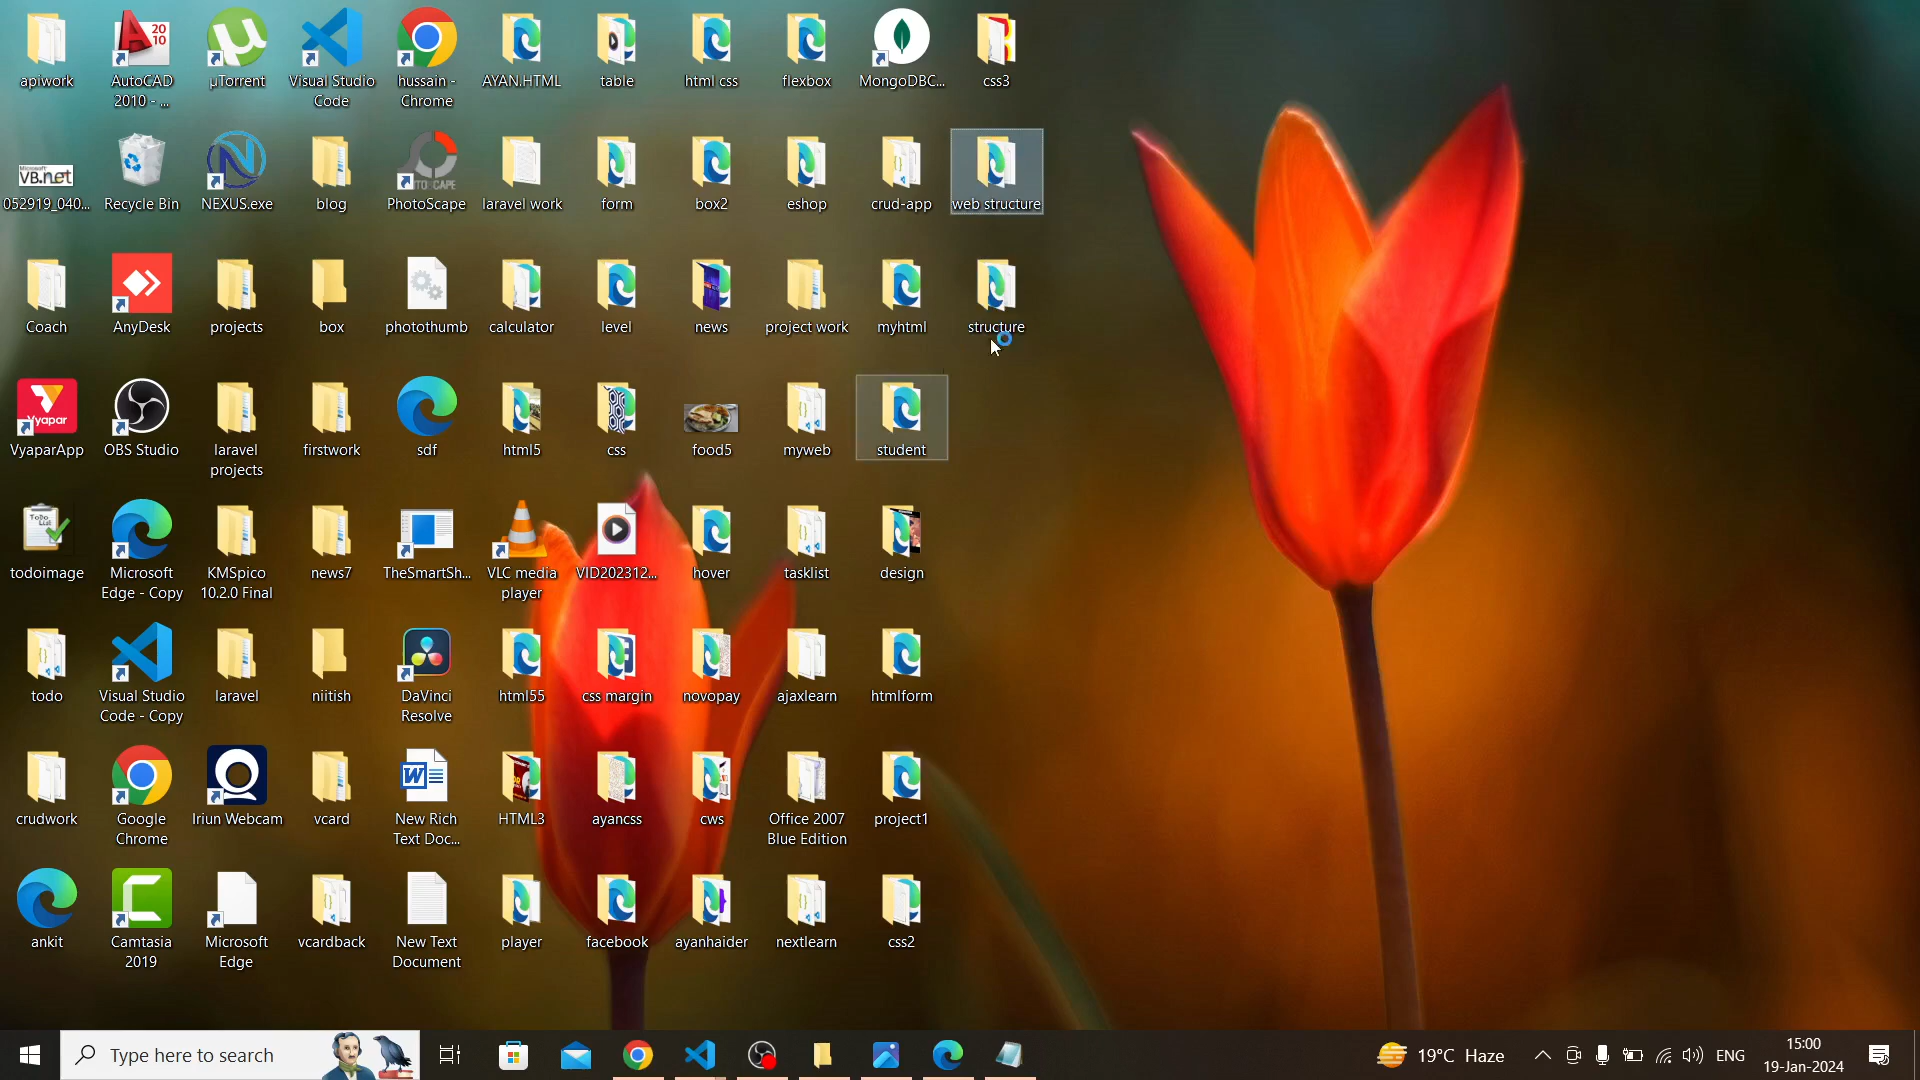 apiwork
AutoCAD
2010 - ...
µTorrent
Visual Studio
Code
hussain -
Chrome
AYAN.HTML
table
html css
flexbox
MongoDBC...
css3
052919_040...
Recycle Bin
NEXUS.exe
blog
PhotoScape
laravel work
form
box2
eshop
crud-app
web structure
Coach
AnyDesk
projects
box
photothumb
calculator
level
news
project work
myhtml
structure
VyaparApp
OBS Studio
laravel
projects
firstwork
sdf
html5
css
food5
myweb
student
todoimage
Microsoft
Edge - Copy
KMSpico
10.2.0 Final
news7
TheSmartSh...
VLC media
player
VID202312...
hover
tasklist
design
todo
Visual Studio
Code - Copy
laravel
niitish
DaVinci
Resolve
html55
css margin
novopay
ajaxlearn
htmlform
crudwork
Google
Chrome
Iriun Webcam
vcard
New Rich
Text Doc...
HTML3
ayancss
cws
Office 2007
Blue Edition
project1
ankit
Camtasia
2019
Microsoft
Edge
vcardback
New Text
Document
player
facebook
ayanhaider
nextlearn
css2
Type here to search
19°C Haze
ENG
15:00
19-Jan-2024